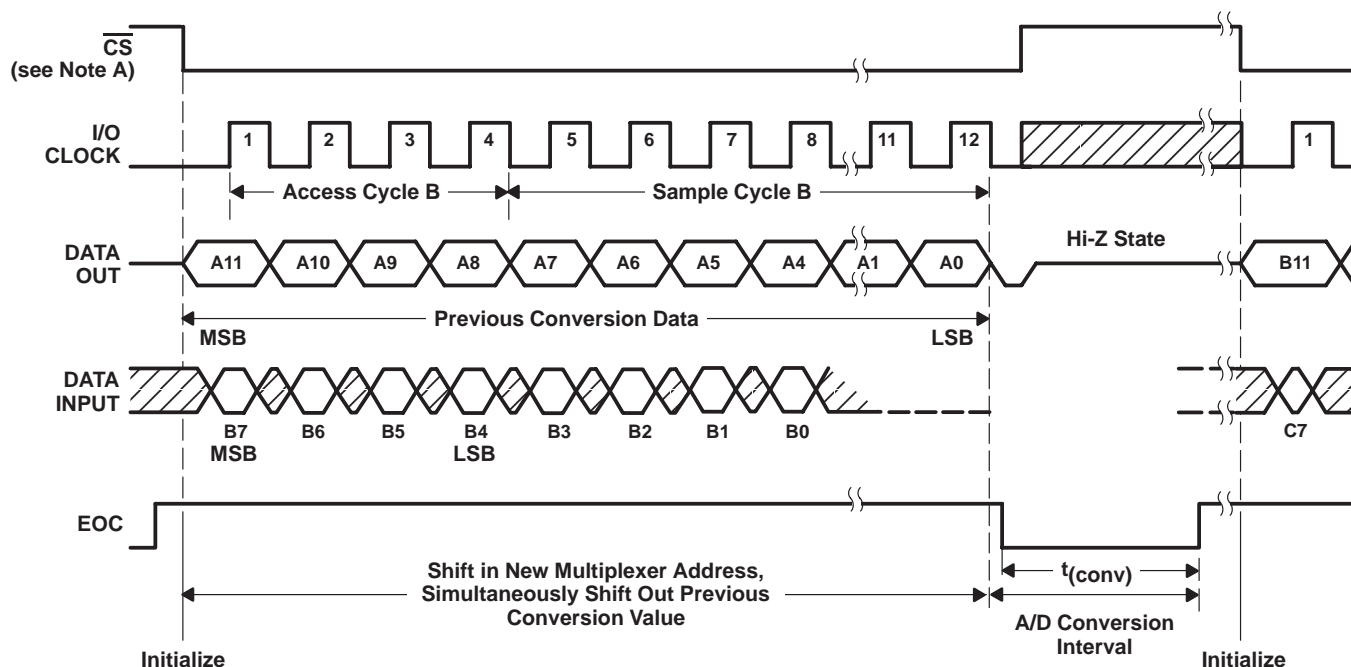 CS
(see Note A)
I/O
CLOCK
1 2 3 4 5 6 7 8 11 12 1
Access Cycle B
Sample Cycle B
DATA
OUT
A11 A10 A9 A8 A7 A6 A5 A4 A1 A0
Hi-Z State
B11
Previous Conversion Data
MSB
LSB
DATA
INPUT
B7 B6 B5 B4 B3 B2 B1 B0 C7
MSB
LSB
EOC
Shift in New Multiplexer Address,
Simultaneously Shift Out Previous
Conversion Value
t(conv)
A/D Conversion
Interval
Initialize
Initialize